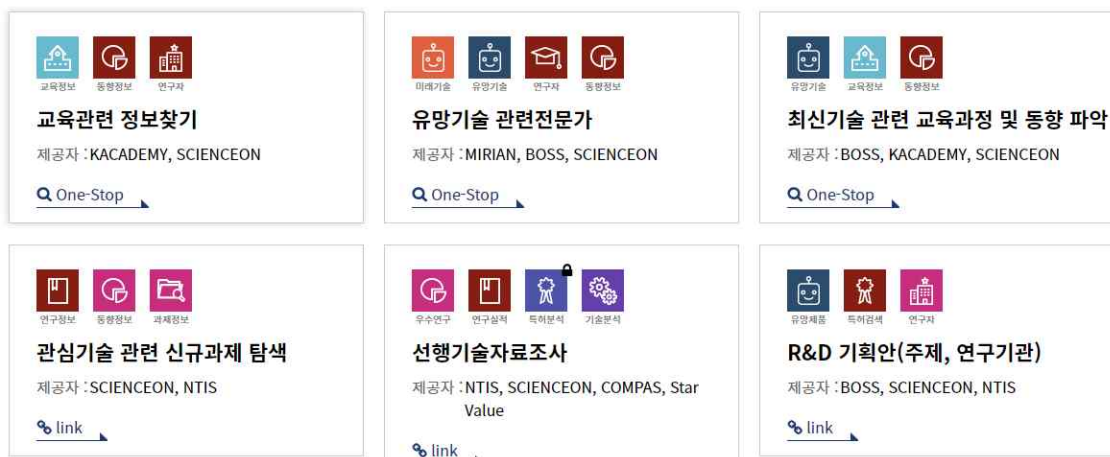 교육정보 동향정보 연구자
교육관련 정보찾기
제공자 : KACADEMY, SCIENCEON
One-Stop
미래기술 유망기술 연구자 동향정보
유망기술 관련전문가
제공자 : MIRIAN, BOSS, SCIENCEON
One-Stop
유망기술 교육정보 동향정보
최신기술 관련 교육과정 및 동향 파악
제공자 : BOSS, KACADEMY, SCIENCEON
One-Stop
연구정보 동향정보 과제정보
관심기술 관련 신규과제 탐색
제공자 : SCIENCEON, NTIS
link
우수연구 연구실적 특허분석 기술분석
선행기술자료조사
제공자 : NTIS, SCIENCEON, COMPAS, Star
Value
link
유망제품 특허검색 연구자
R&D 기획안(주제, 연구기관)
제공자 : BOSS, SCIENCEON, NTIS
link